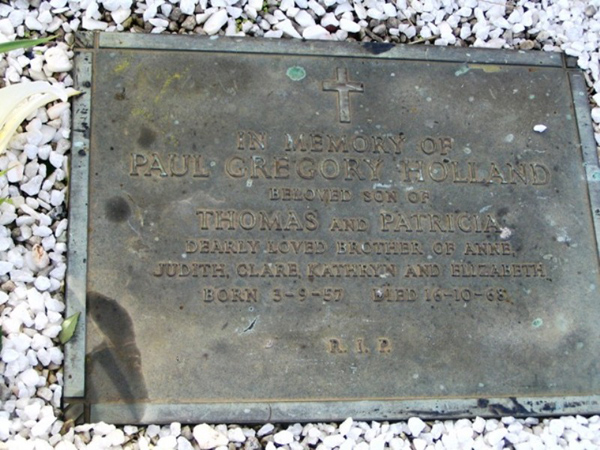 IN MEMORY OF
PAUL GREGORY HOLLAND
BELOVED SON OF
THOMAS AND PATRICIA
DEARLY LOVED BROTHER OF ANNE,
JUDITH, CLARE, KATHRYN AND ELIZABETH.
BORN 3-9-57. DIED 16-10-68.
R.I.P.